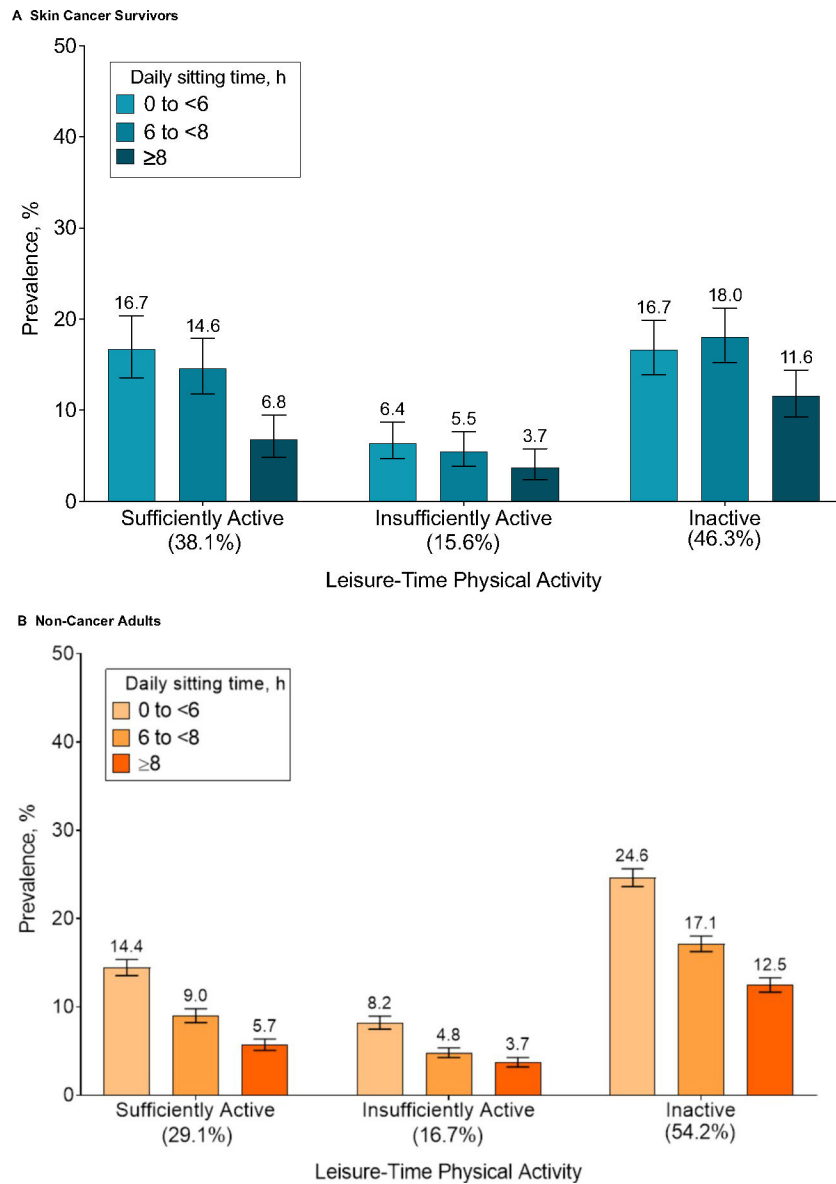 A Skin Cancer Survivors
50
Daily sitting time, h
0 to <6
40
6 to <8
≥8
30
Prevalence, %
20
16.7
14.6
6.8
6.4
5.5
3.7
16.7
18.0
11.6
10
0
Sufficiently Active
(38.1%)
Insufficiently Active
(15.6%)
Inactive
(46.3%)
Leisure-Time Physical Activity
B Non-Cancer Adults
50
Daily sitting time, h
0 to <6
40
6 to <8
≥8
30
Prevalence, %
20
14.4
9.0
5.7
8.2
4.8
3.7
24.6
17.1
12.5
10
0
Sufficiently Active
(29.1%)
Insufficiently Active
(16.7%)
Inactive
(54.2%)
Leisure-Time Physical Activity